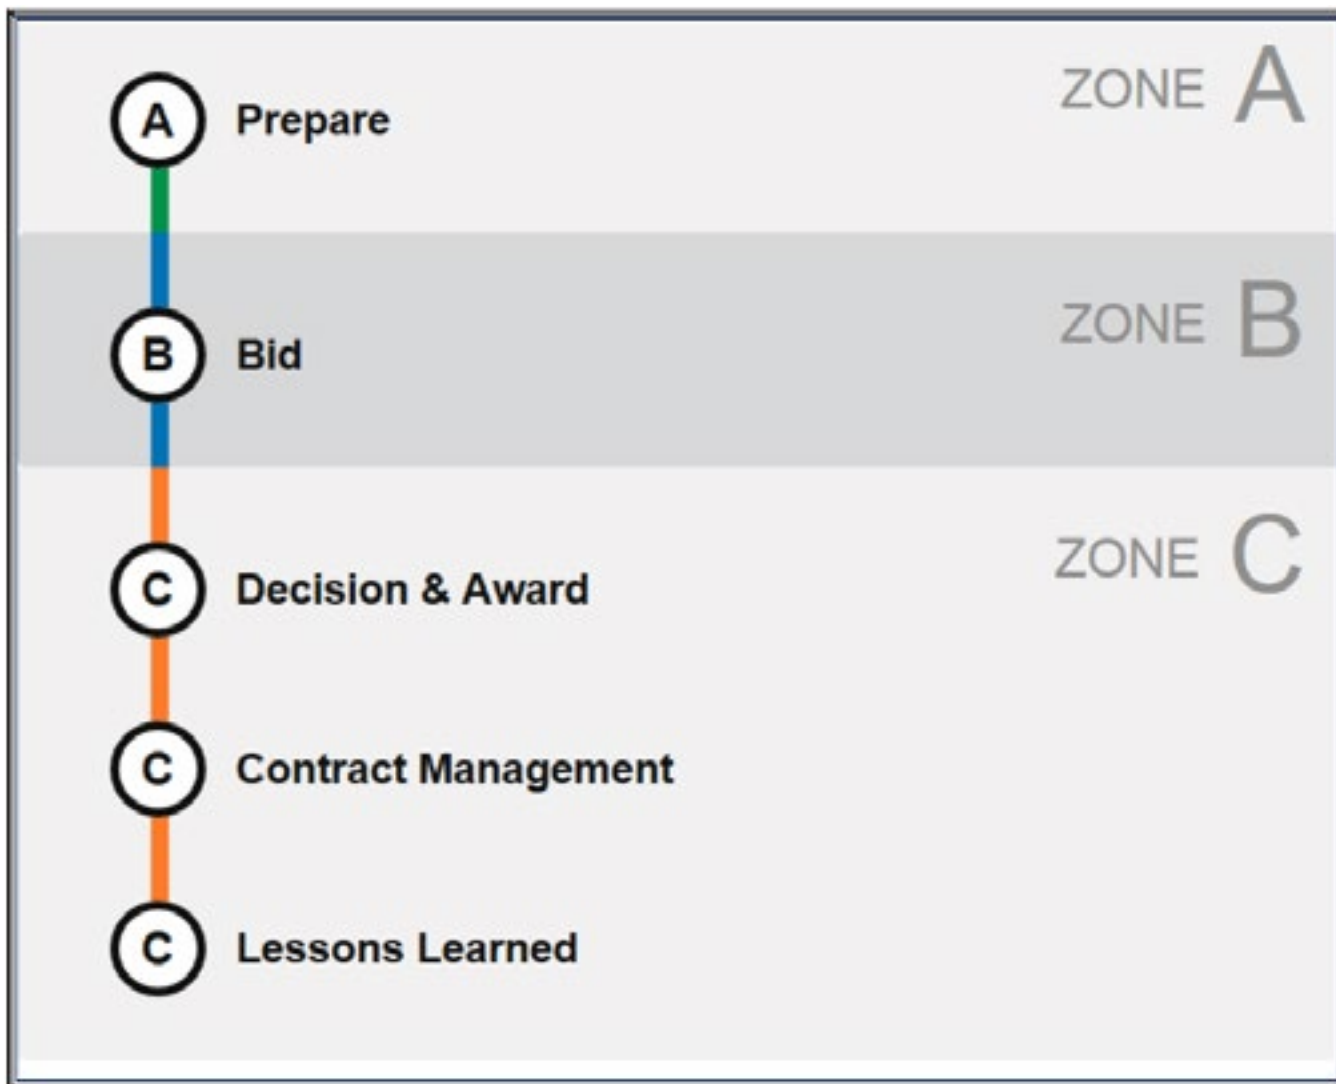 A Prepare ZONE A
B Bid ZONE B
C Decision & Award ZONE C
C Contract Management
C Lessons Learned